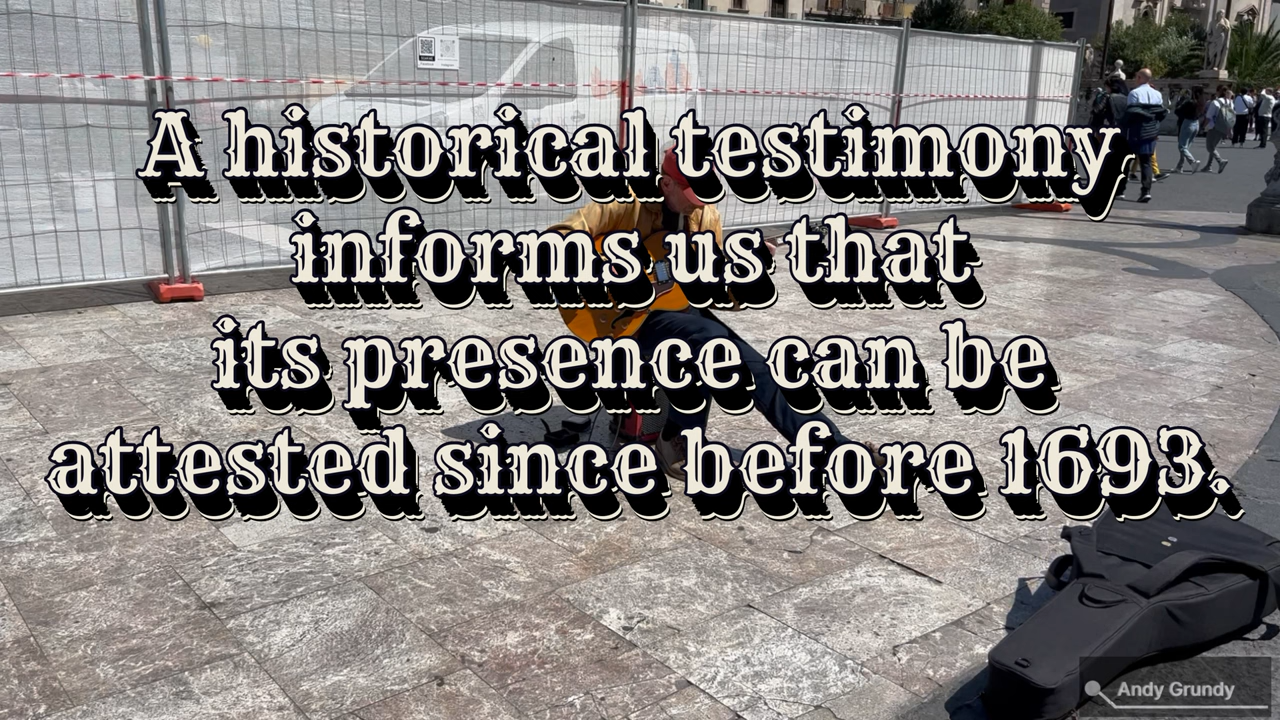 A historical testimony
informs us that
its presence can be
attested since before 1693.
Andy Grundy